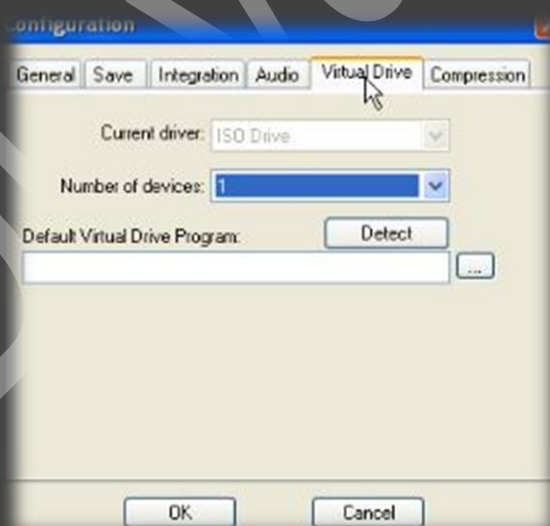 Configuration
General Save Integration Audio Virtual Drive Compression
Current driver: ISO Drive
Number of devices: 1
Default Virtual Drive Program: Detect
...
OK Cancel